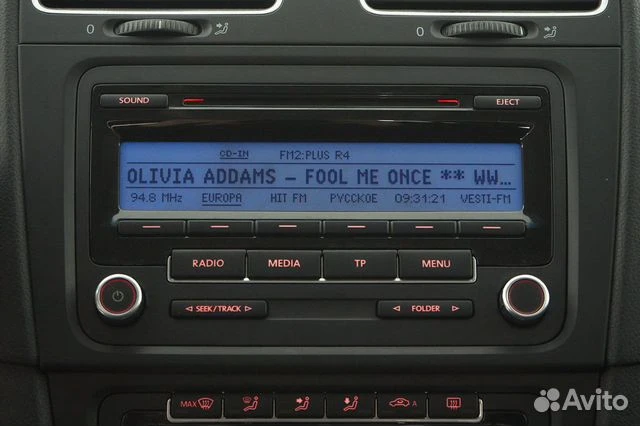 0 0
SOUND EJECT
CD-IN FM2:PLUS R4
OLIVIA ADDAMS – FOOL ME ONCE ** WW...
94.8 MHz EUROPA HIT FM РУССКОЕ 09:31:21 VESTI-FM
RADIO MEDIA TP MENU
SEEK/TRACK FOLDER
MAX A
Avito